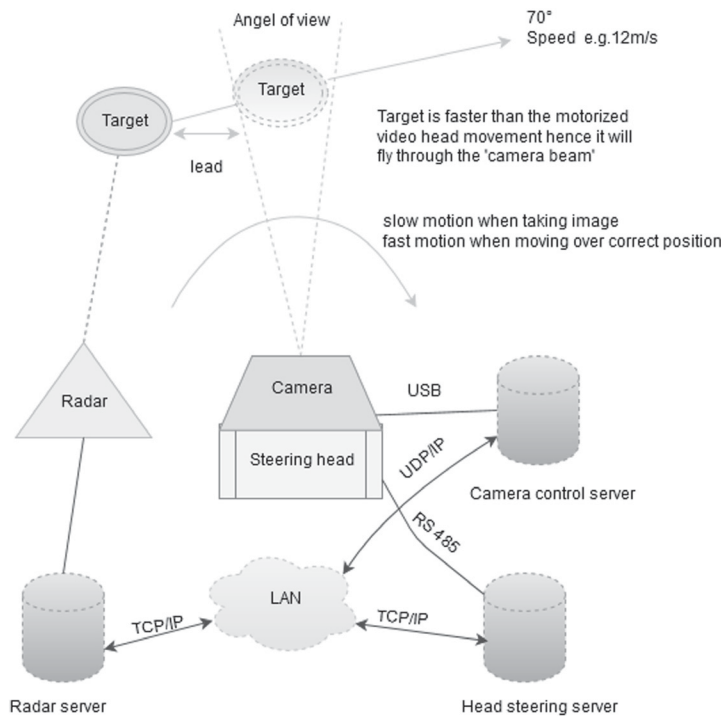 Angel of view
70°
Speed e.g.12m/s
Target
Target
lead
Target is faster than the motorized
video head movement hence it will
fly through the 'camera beam'
slow motion when taking image
fast motion when moving over correct position
Radar
Camera
USB
Steering head
UDP/IP
Camera control server
RS 485
LAN
TCP/IP
TCP/IP
Radar server
Head steering server